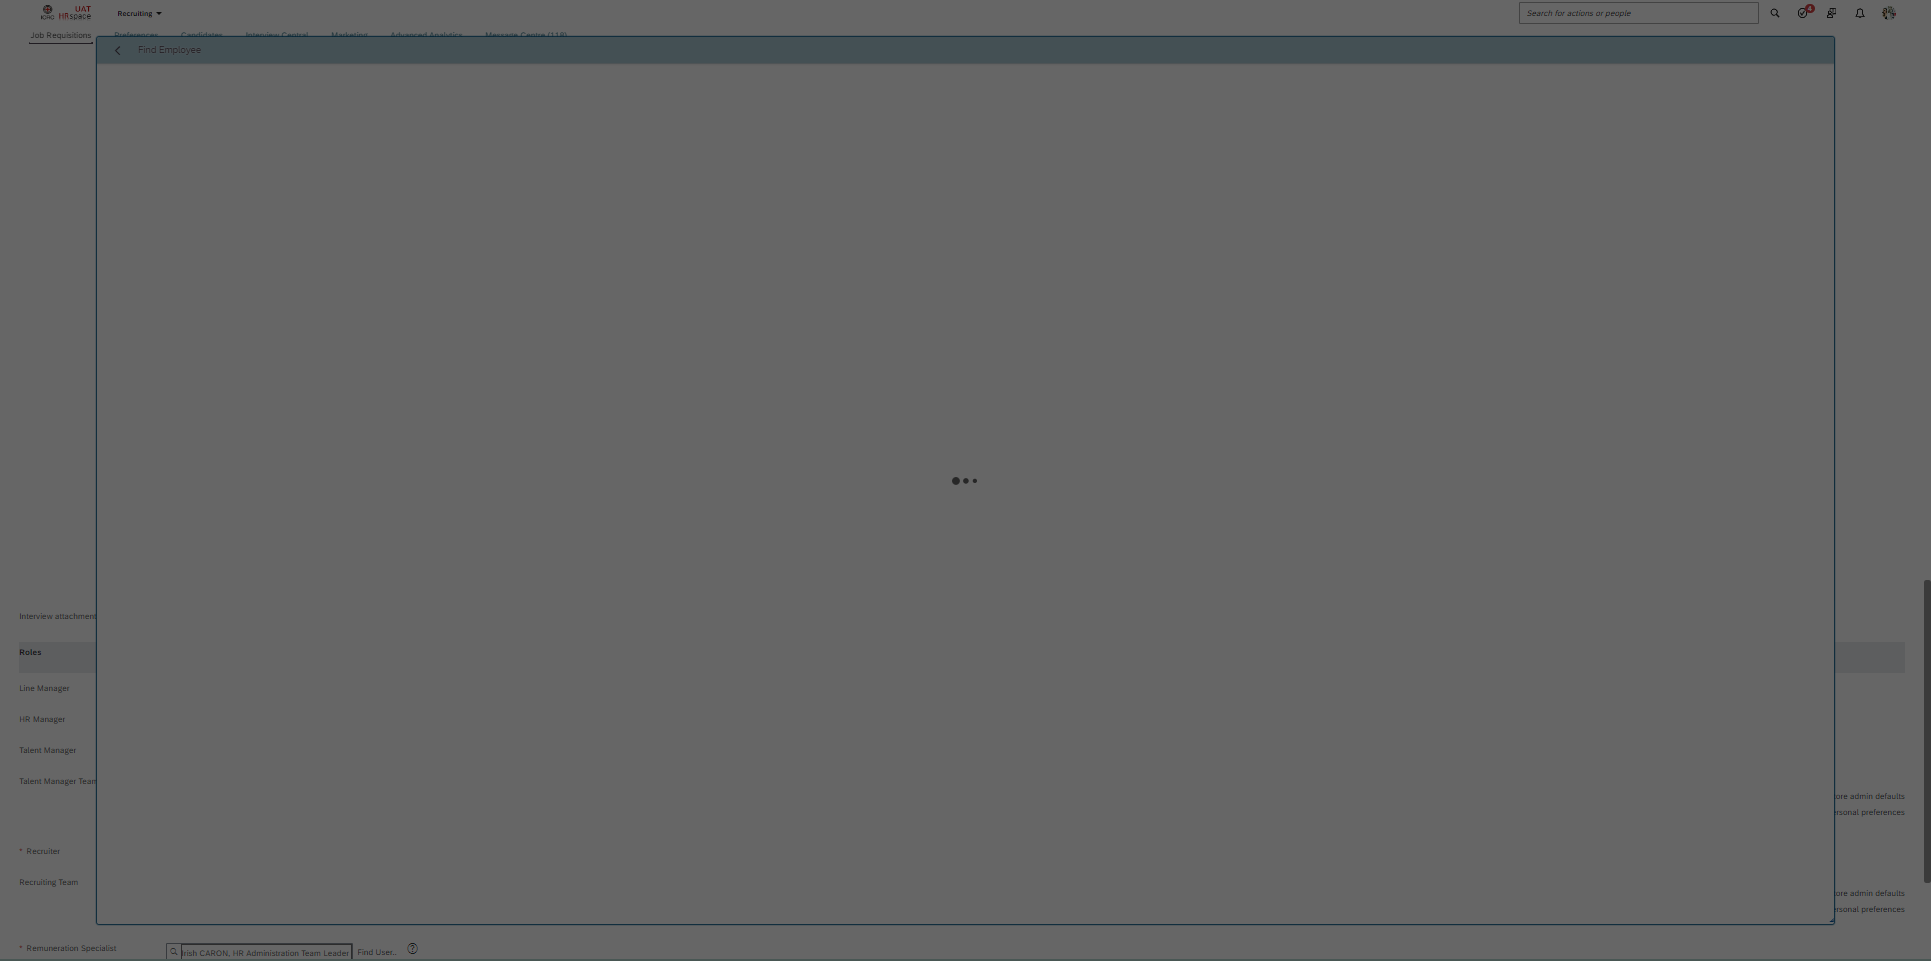 UAT
ICRC HRspace
Recruiting
Search for actions or people
4
Job Requisitions Preferences Candidates Interview Central Marketing Advanced Analytics Message Centre (118)
Find Employee
Interview attachment
Roles
Line Manager
HR Manager
Talent Manager
Talent Manager Team
ore admin defaults
rsonal preferences
* Recruiter
Recruiting Team
ore admin defaults
rsonal preferences
* Remuneration Specialist
rish CARON, HR Administration Team Leader Find User..